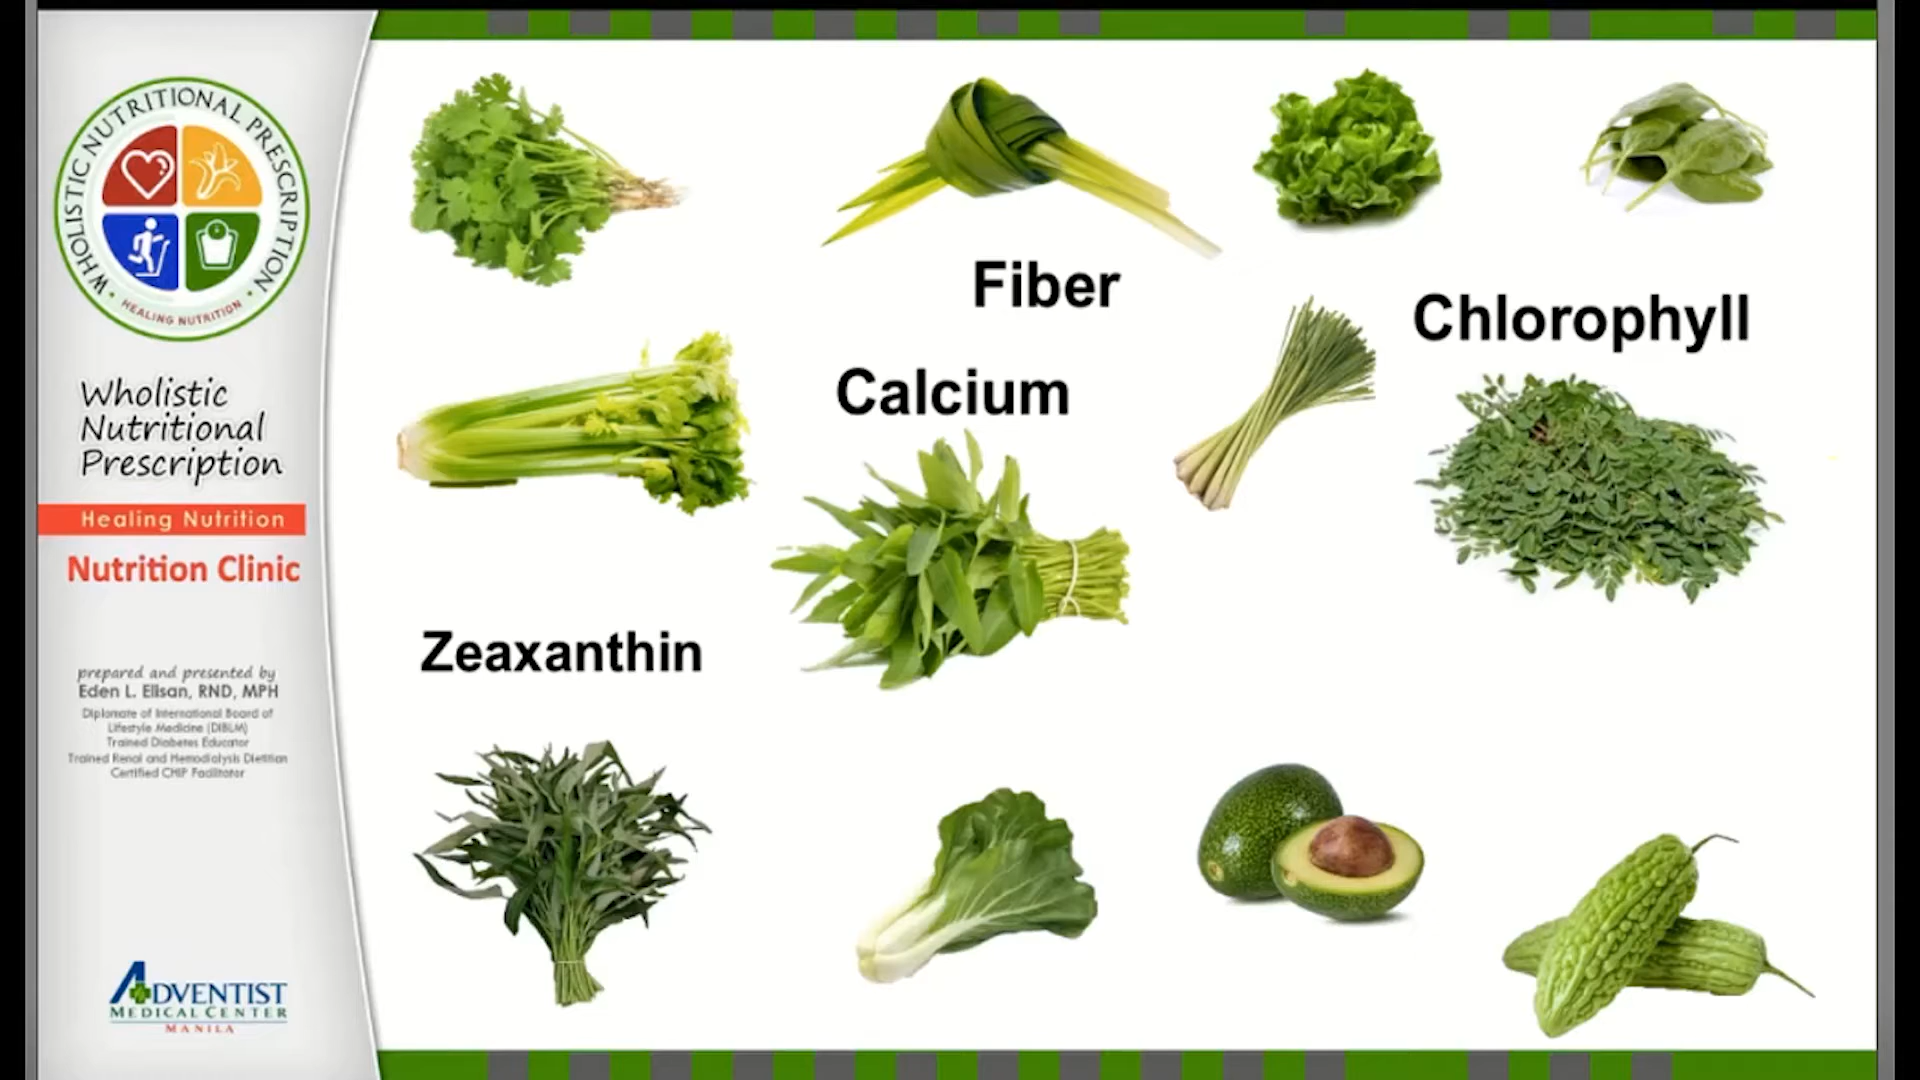 WHOLISTIC NUTRITIONAL PRESCRIPTION
• HEALING NUTRITION •
Wholistic
Nutritional
Prescription
Healing Nutrition
Nutrition Clinic
prepared and presented by
Eden L. Elisan, RND, MPH
Diplomate of International Board of
Lifestyle Medicine (DIBLM)
Trained Diabetes Educator
Trained Renal and Hemodialysis Dietitian
Certified CHIP Facilitator
ADVENTIST
MEDICAL CENTER
MANILA
Fiber
Chlorophyll
Calcium
Zeaxanthin